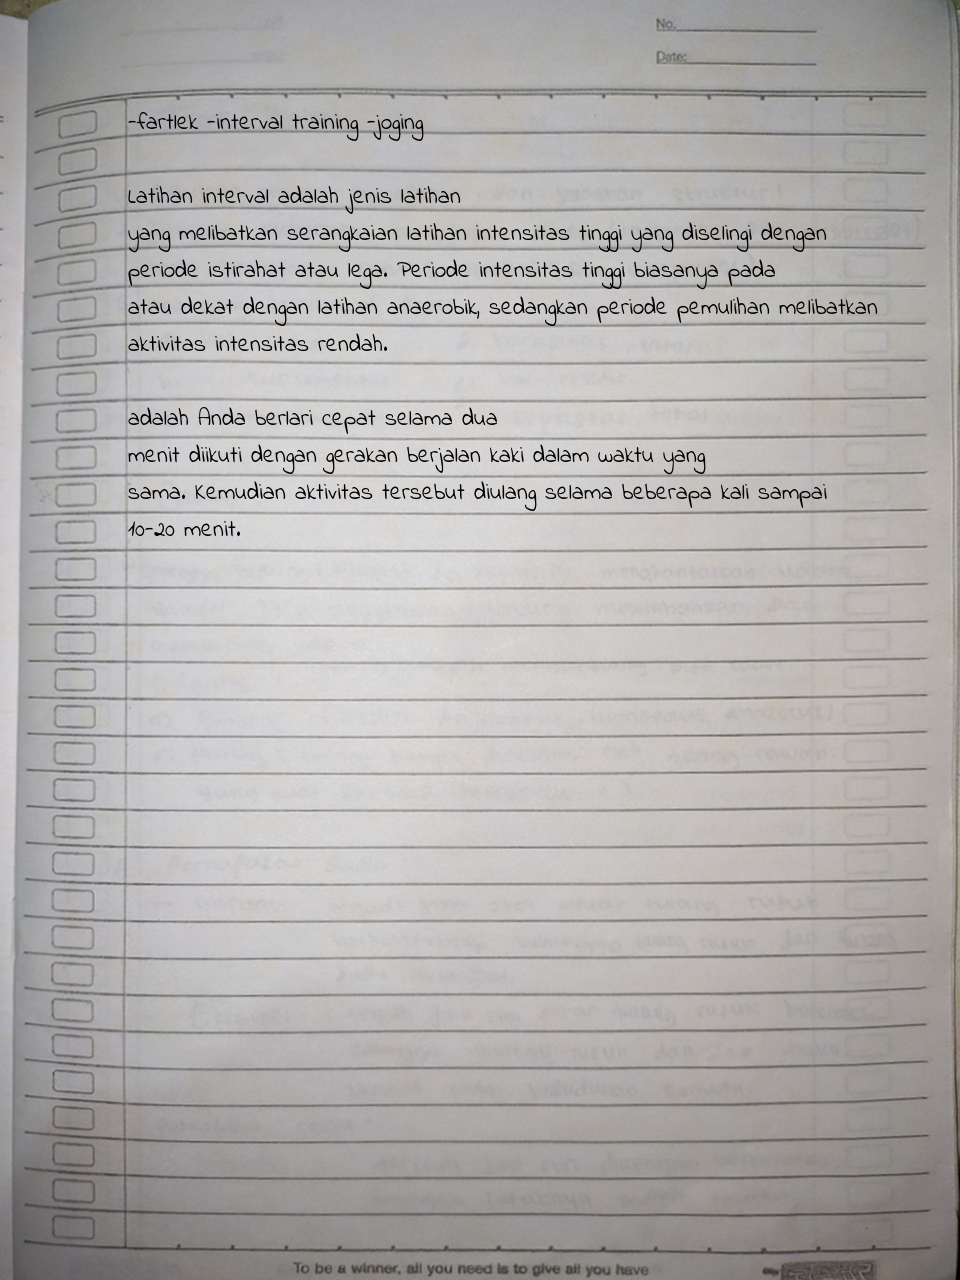 No.
Date:
-fartlek -interval training -joging
Latihan interval adalah jenis latihan
yang melibatkan serangkaian latihan intensitas tinggi yang diselingi dengan
periode istirahat atau lega. Periode intensitas tinggi biasanya pada
atau dekat dengan latihan anaerobik, sedangkan periode pemulihan melibatkan
aktivitas intensitas rendah.
adalah Anda berlari cepat selama dua
menit diikuti dengan gerakan berjalan kaki dalam waktu yang
sama. Kemudian aktivitas tersebut diulang selama beberapa kali sampai
10-20 menit.
To be a winner, all you need is to give all you have